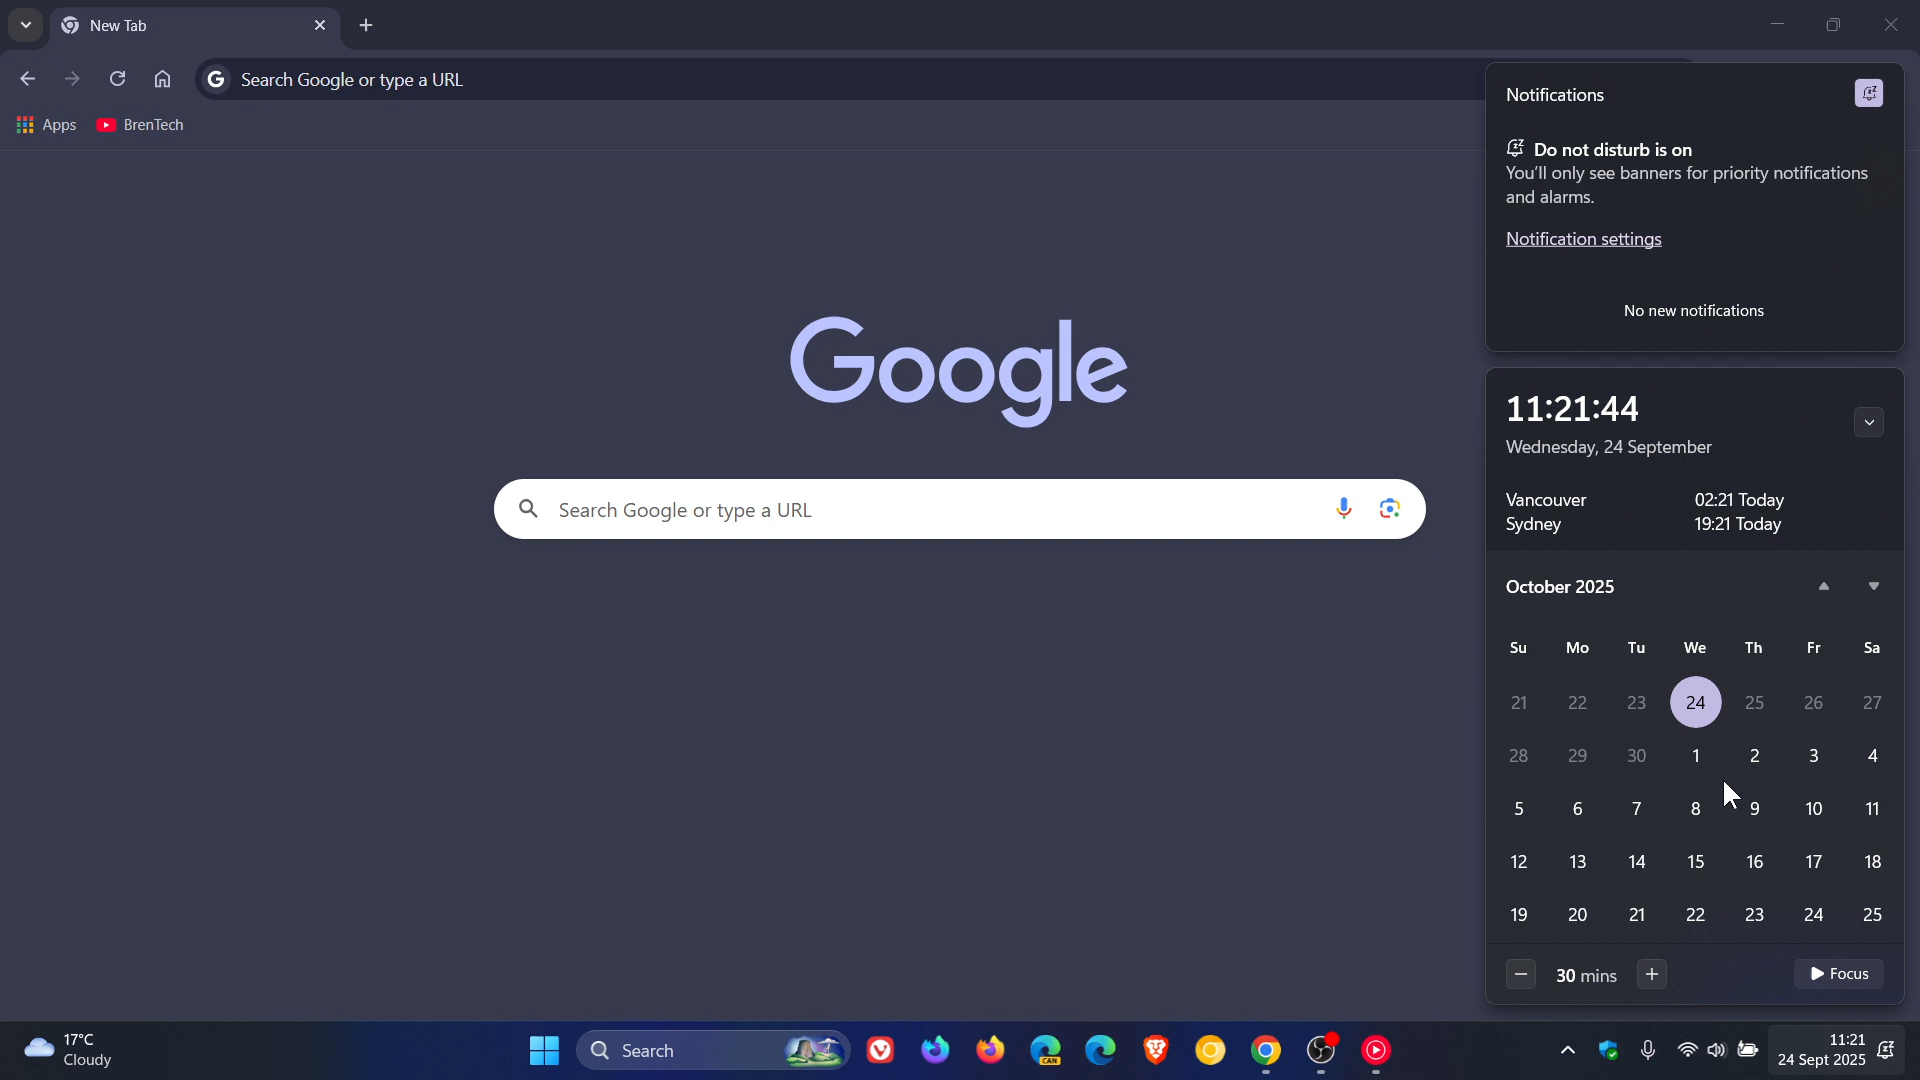 New Tab
Search Google or type a URL
Apps
BrenTech
Google
Search Google or type a URL
Notifications
Do not disturb is on
You'll only see banners for priority notifications
and alarms.
Notification settings
No new notifications
11:21:44
Wednesday, 24 September
Vancouver 02:21 Today
Sydney 19:21 Today
October 2025
Su Mo Tu We Th Fr Sa
21 22 23 24 25 26 27
28 29 30 1 2 3 4
5 6 7 8 9 10 11
12 13 14 15 16 17 18
19 20 21 22 23 24 25
30 mins
Focus
17°C
Cloudy
Search
CAN
11:21
24 Sept 2025